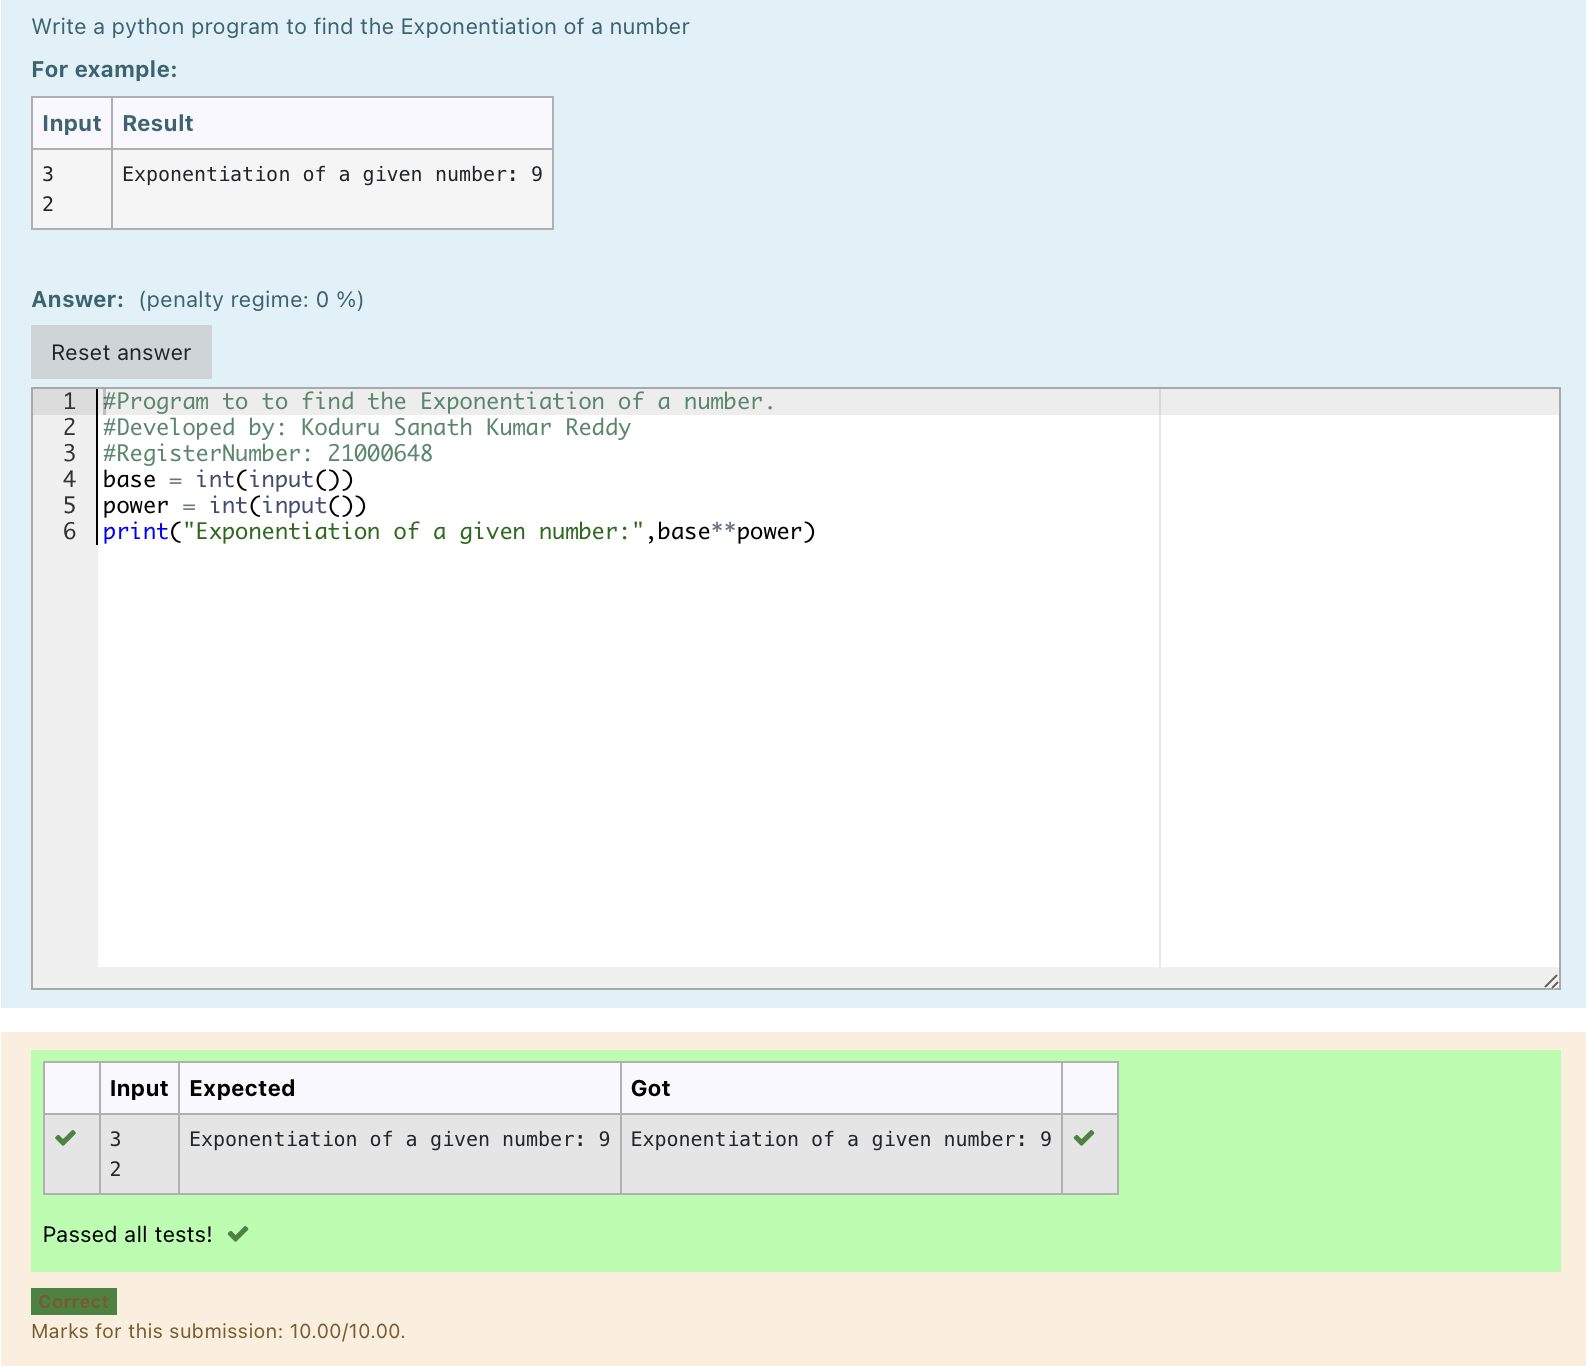 Write a python program to find the Exponentiation of a number
For example:
Input Result
3 Exponentiation of a given number: 9
2
Answer: (penalty regime: 0 %)
Reset answer
1 #Program to to find the Exponentiation of a number.
2 #Developed by: Koduru Sanath Kumar Reddy
3 #RegisterNumber: 21000648
4 base = int(input())
5 power = int(input())
6 print("Exponentiation of a given number:",base**power)
Input Expected Got
3 Exponentiation of a given number: 9 Exponentiation of a given number: 9
2
Passed all tests!
Correct
Marks for this submission: 10.00/10.00.